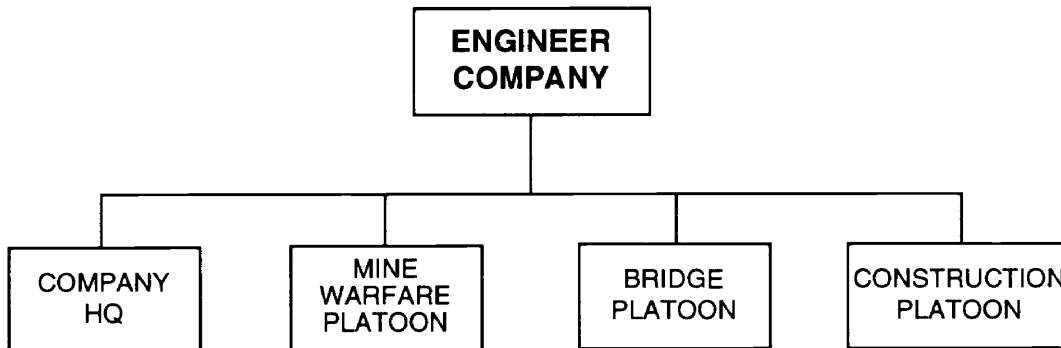 ENGINEER
COMPANY
COMPANY
HQ
MINE
WARFARE
PLATOON
BRIDGE
PLATOON
CONSTRUCTION
PLATOON